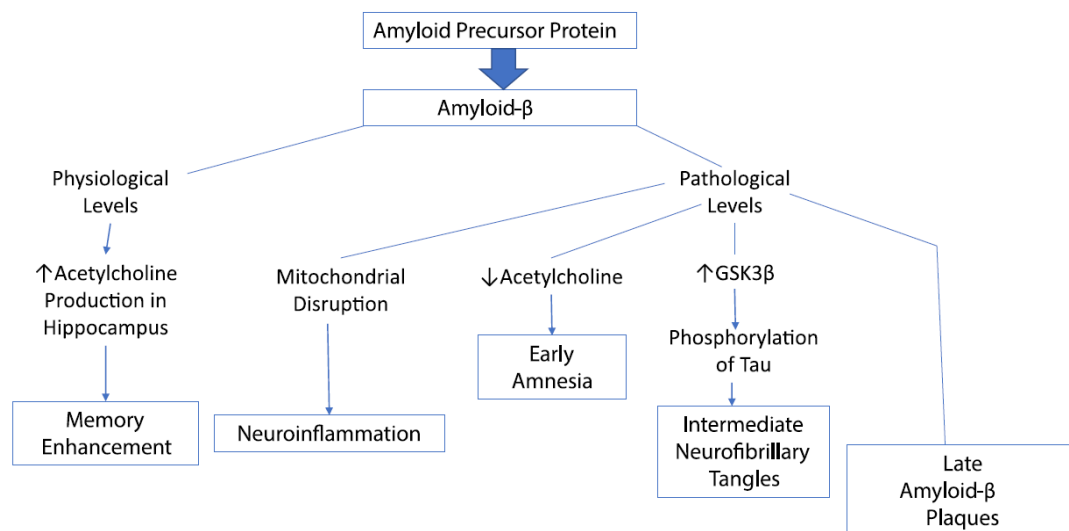 Amyloid Precursor Protein
Amyloid-β
Physiological
Levels
Pathological
Levels
↑Acetylcholine
Production in
Hippocampus
Mitochondrial
Disruption
↓Acetylcholine
↑GSK3β
Phosphorylation
of Tau
Early
Amnesia
Memory
Enhancement
Neuroinflammation
Intermediate
Neurofibrillary
Tangles
Late
Amyloid-β
Plaques